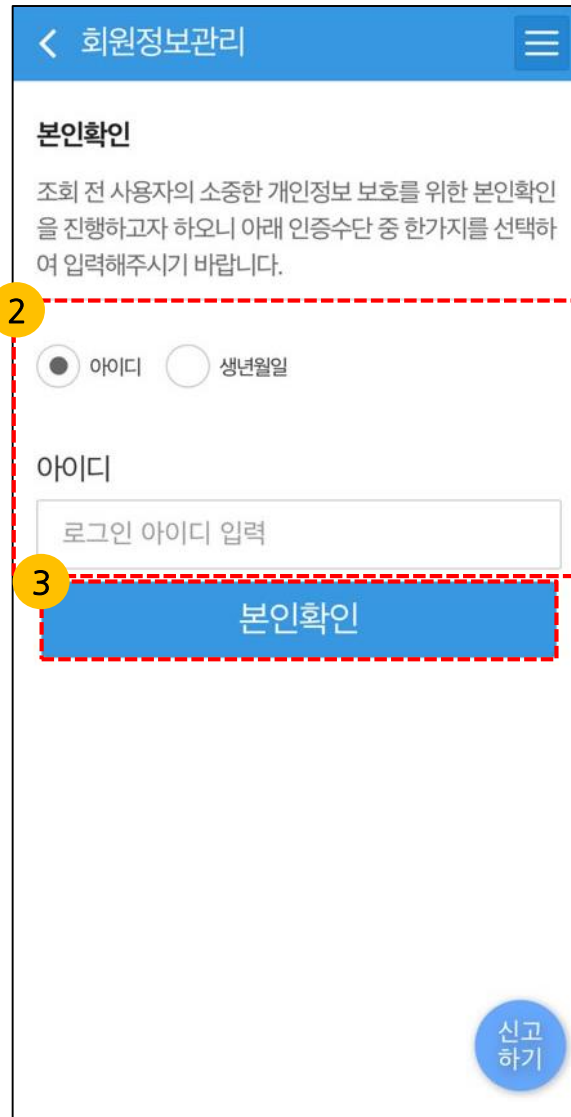 회원정보관리
본인확인
조회 전 사용자의 소중한 개인정보 보호를 위한 본인확인
을 진행하고자 하오니 아래 인증수단 중 한가지를 선택하
여 입력해주시기 바랍니다.
2
아이디 생년월일
아이디
로그인 아이디 입력
3
본인확인
신고
하기